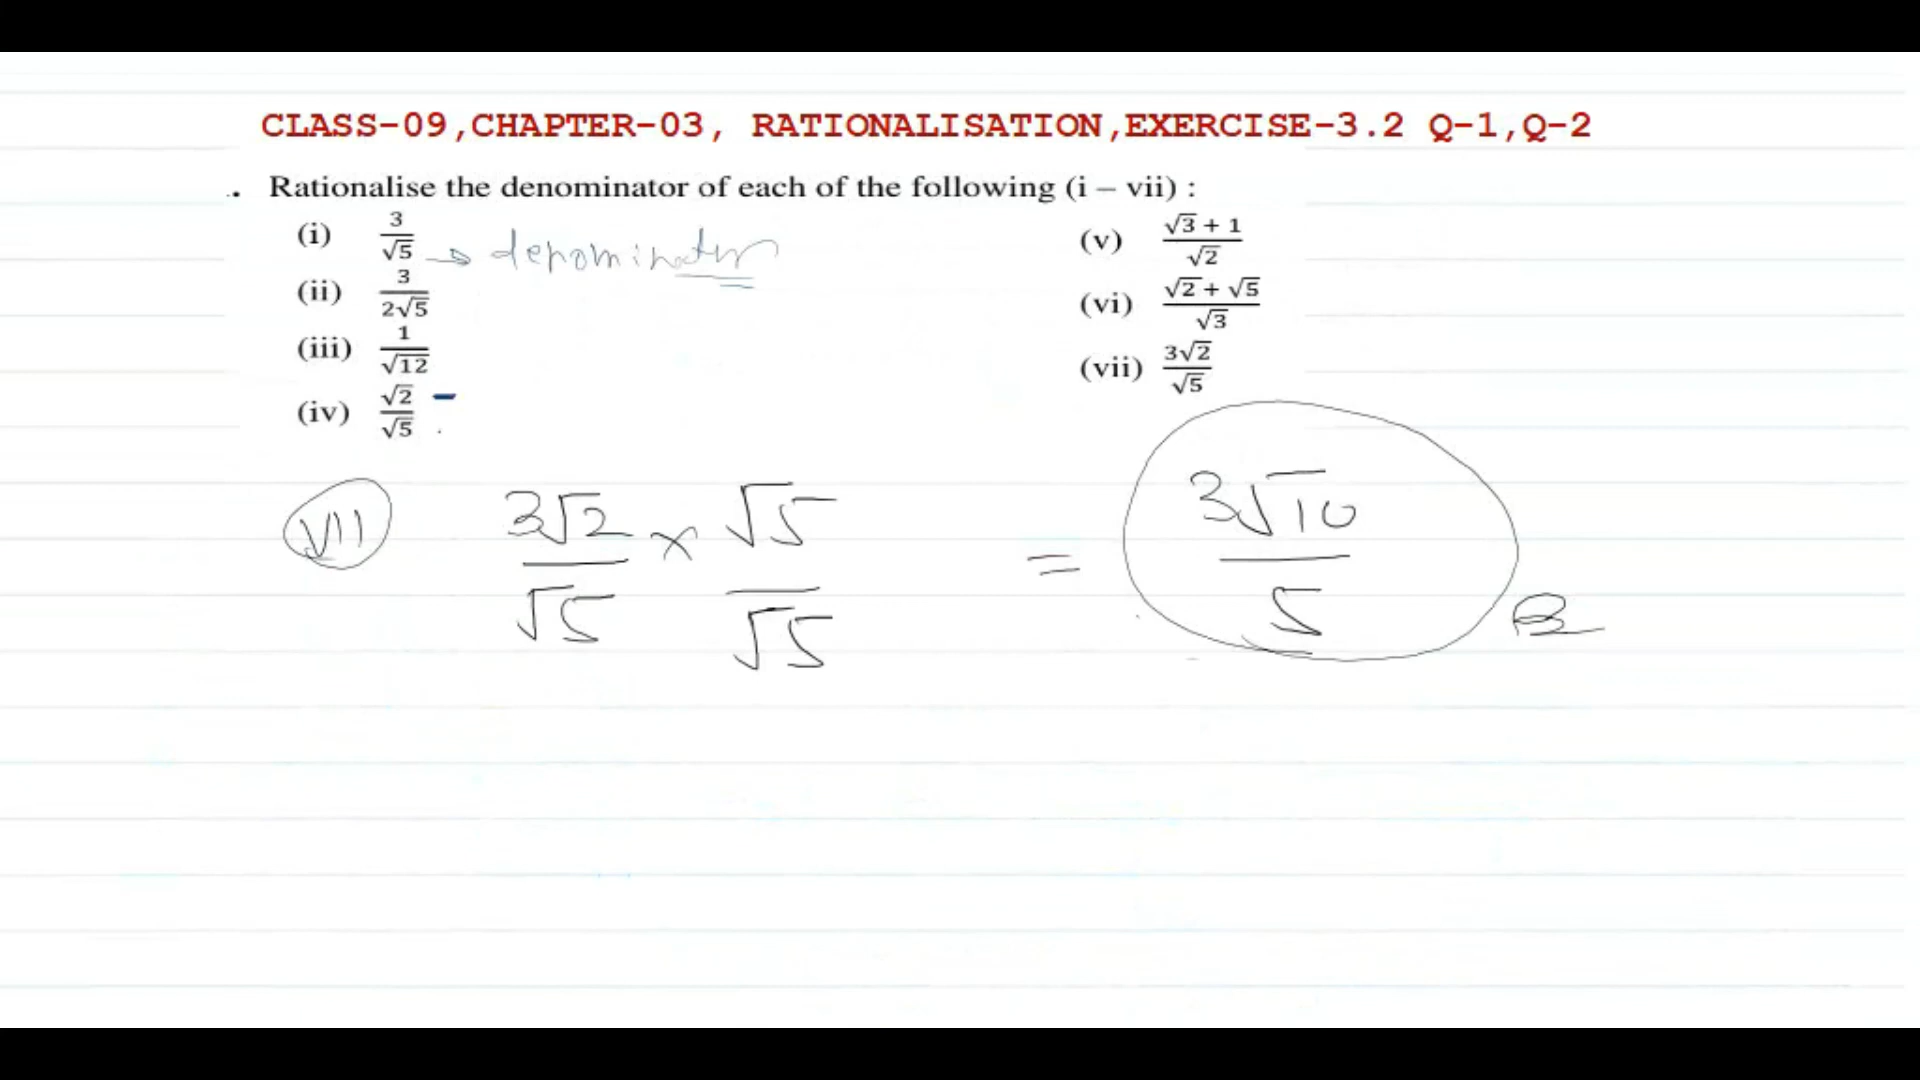 CLASS-09,CHAPTER-03, RATIONALISATION,EXERCISE-3.2 Q-1,Q-2
. Rationalise the denominator of each of the following (i – vii) :
(i) 3/√5 → denominator
(ii) 3/2√5
(iii) 1/√12
(iv) √2/√5 -
(v) √3 + 1/√2
(vi) √2 + √5/√3
(vii) 3√2/√5
VII 3√2/√5 × √5/√5 = 3√10/5